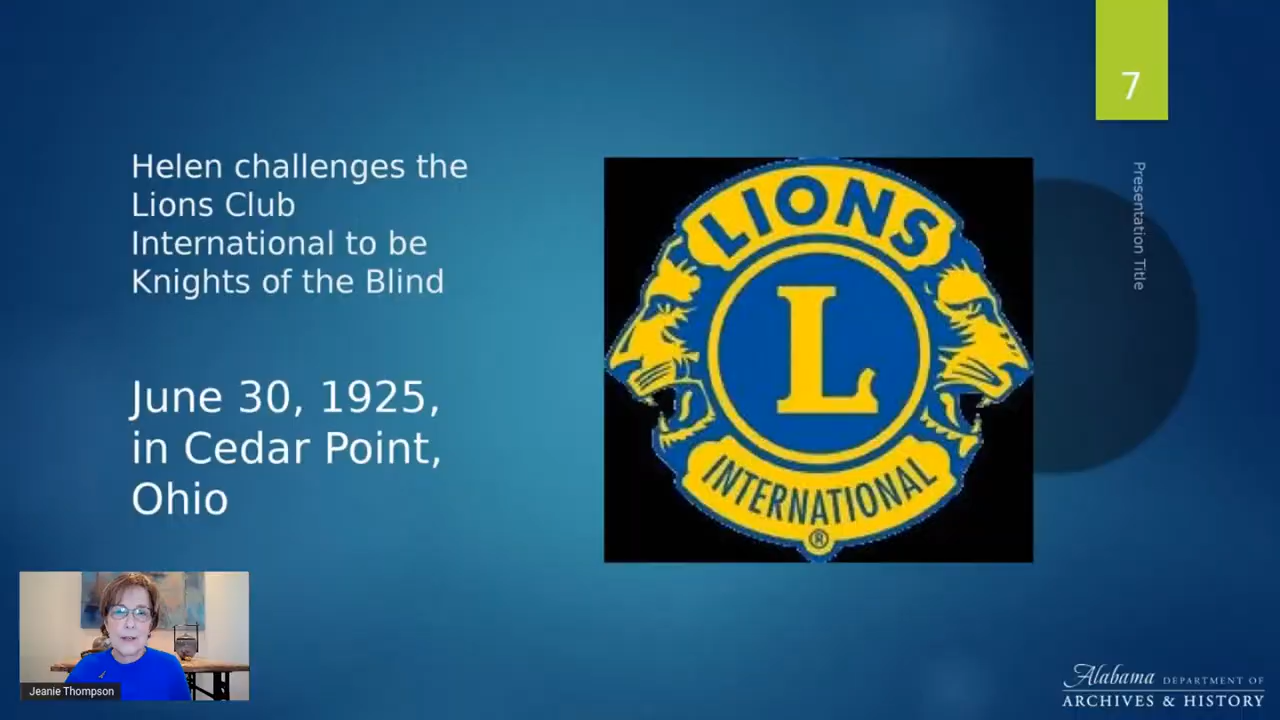 7
Presentation Title
Helen challenges the
Lions Club
International to be
Knights of the Blind
June 30, 1925,
in Cedar Point,
Ohio
LIONS
L
INTERNATIONAL
®
Jeanie Thompson
Alabama DEPARTMENT OF
ARCHIVES & HISTORY